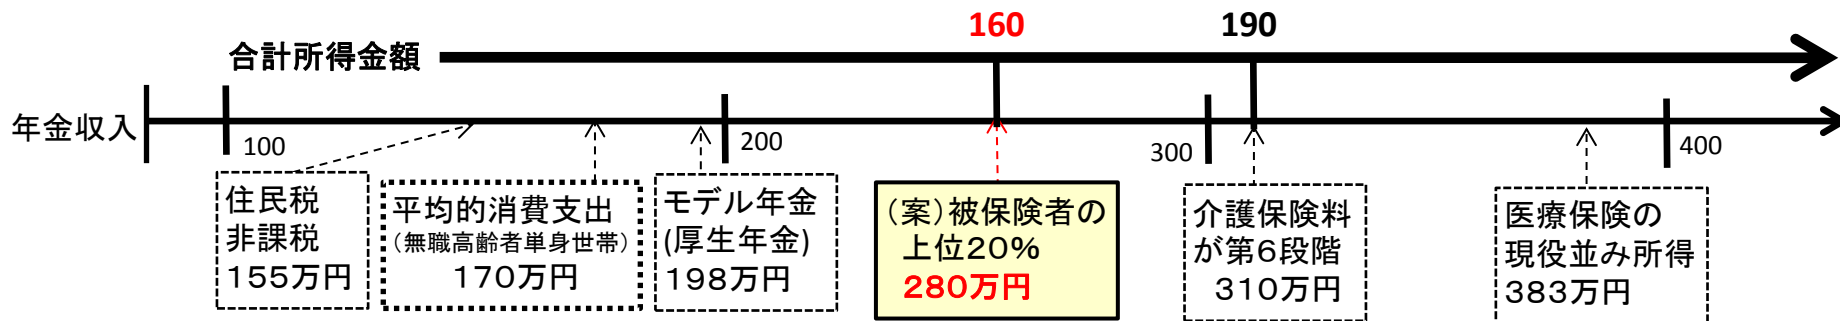 160
190
合計所得金額
年金収入
100
200
300
400
住民税
非課税
155万円
平均的消費支出
(無職高齢者単身世帯)
170万円
モデル年金
(厚生年金)
198万円
(案)被保険者の
上位20%
280万円
介護保険料
が第6段階
310万円
医療保険の
現役並み所得
383万円